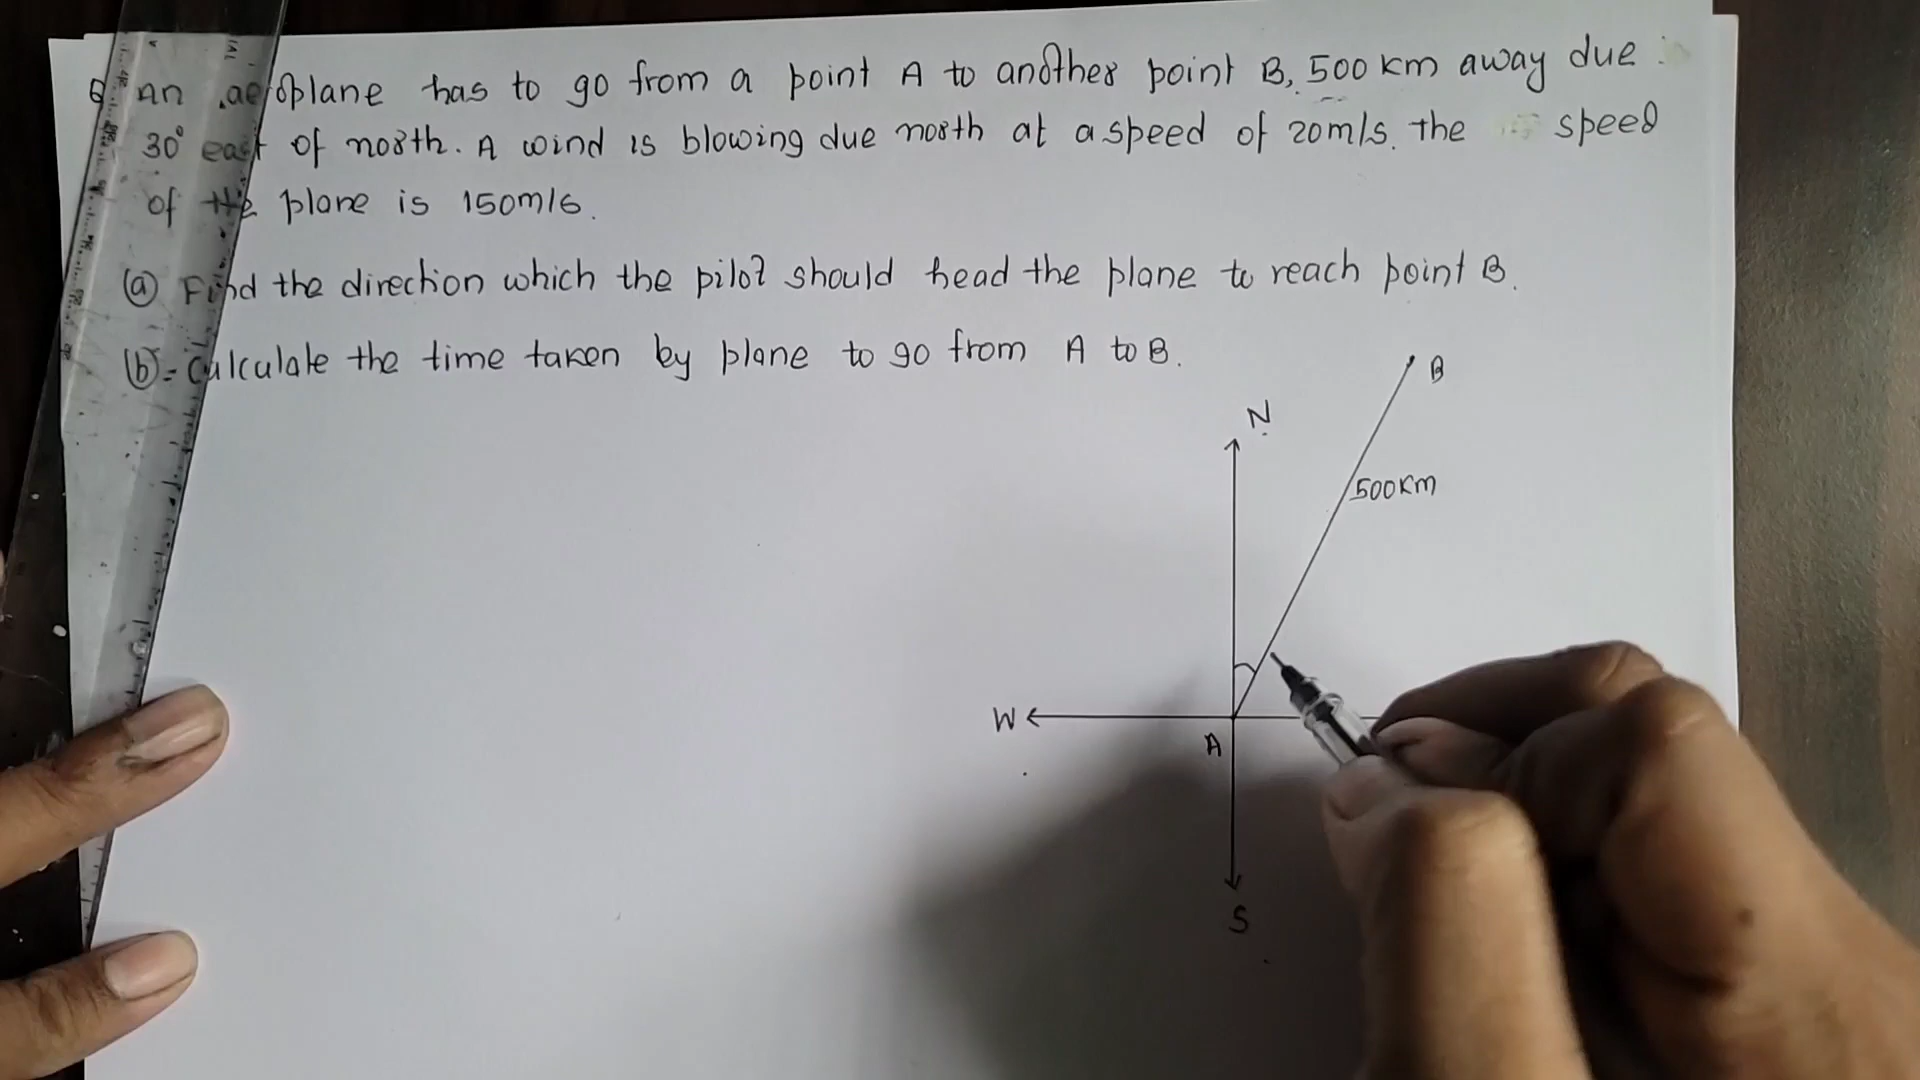 Q An aeroplane has to go from a point A to another point B, 500 km away due
30° east of north. A wind is blowing due north at a speed of 20m/s. the speed
of the plane is 150m/s.
(a) Find the direction which the pilot should head the plane to reach point B.
(b)- Calculate the time taken by plane to go from A to B.
B
N
500Km
W
A
S